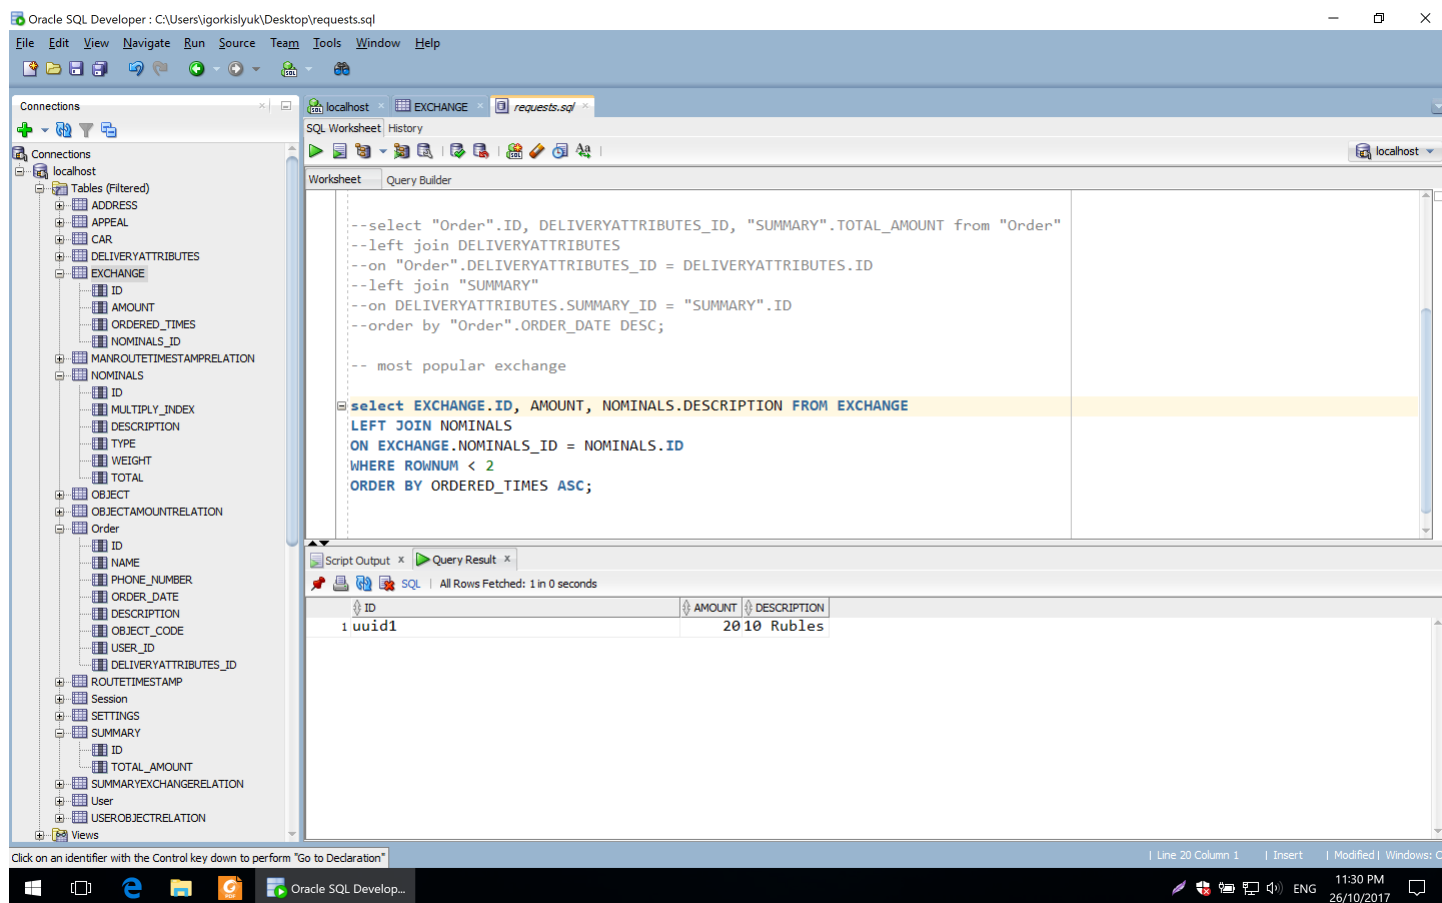 Oracle SQL Developer : C:\Users\igorkislyuk\Desktop\requests.sql
File Edit View Navigate Run Source Team Tools Window Help
Connections
localhost EXCHANGE requests.sql
SQL Worksheet History
localhost
Worksheet Query Builder
Connections
localhost
Tables (Filtered)
ADDRESS
APPEAL
CAR
DELIVERYATTRIBUTES
EXCHANGE
ID
AMOUNT
ORDERED_TIMES
NOMINALS_ID
MANROUTETIMESTAMPRELATION
NOMINALS
ID
MULTIPLY_INDEX
DESCRIPTION
TYPE
WEIGHT
TOTAL
OBJECT
OBJECTAMOUNTRELATION
Order
ID
NAME
PHONE_NUMBER
ORDER_DATE
DESCRIPTION
OBJECT_CODE
USER_ID
DELIVERYATTRIBUTES_ID
ROUTETIMESTAMP
Session
SETTINGS
SUMMARY
ID
TOTAL_AMOUNT
SUMMARYEXCHANGERELATION
User
USEROBJECTRELATION
Views
--select "Order".ID, DELIVERYATTRIBUTES_ID, "SUMMARY".TOTAL_AMOUNT from "Order"
--left join DELIVERYATTRIBUTES
--on "Order".DELIVERYATTRIBUTES_ID = DELIVERYATTRIBUTES.ID
--left join "SUMMARY"
--on DELIVERYATTRIBUTES.SUMMARY_ID = "SUMMARY".ID
--order by "Order".ORDER_DATE DESC;
-- most popular exchange
select EXCHANGE.ID, AMOUNT, NOMINALS.DESCRIPTION FROM EXCHANGE
LEFT JOIN NOMINALS
ON EXCHANGE.NOMINALS_ID = NOMINALS.ID
WHERE ROWNUM < 2
ORDER BY ORDERED_TIMES ASC;
Script Output x Query Result x
SQL | All Rows Fetched: 1 in 0 seconds
ID AMOUNT DESCRIPTION
1 uuid1 20 10 Rubles
Click on an identifier with the Control key down to perform "Go to Declaration"
| Line 20 Column 1 | Insert | Modified | Windows: C
Oracle SQL Develop...
ENG
11:30 PM
26/10/2017